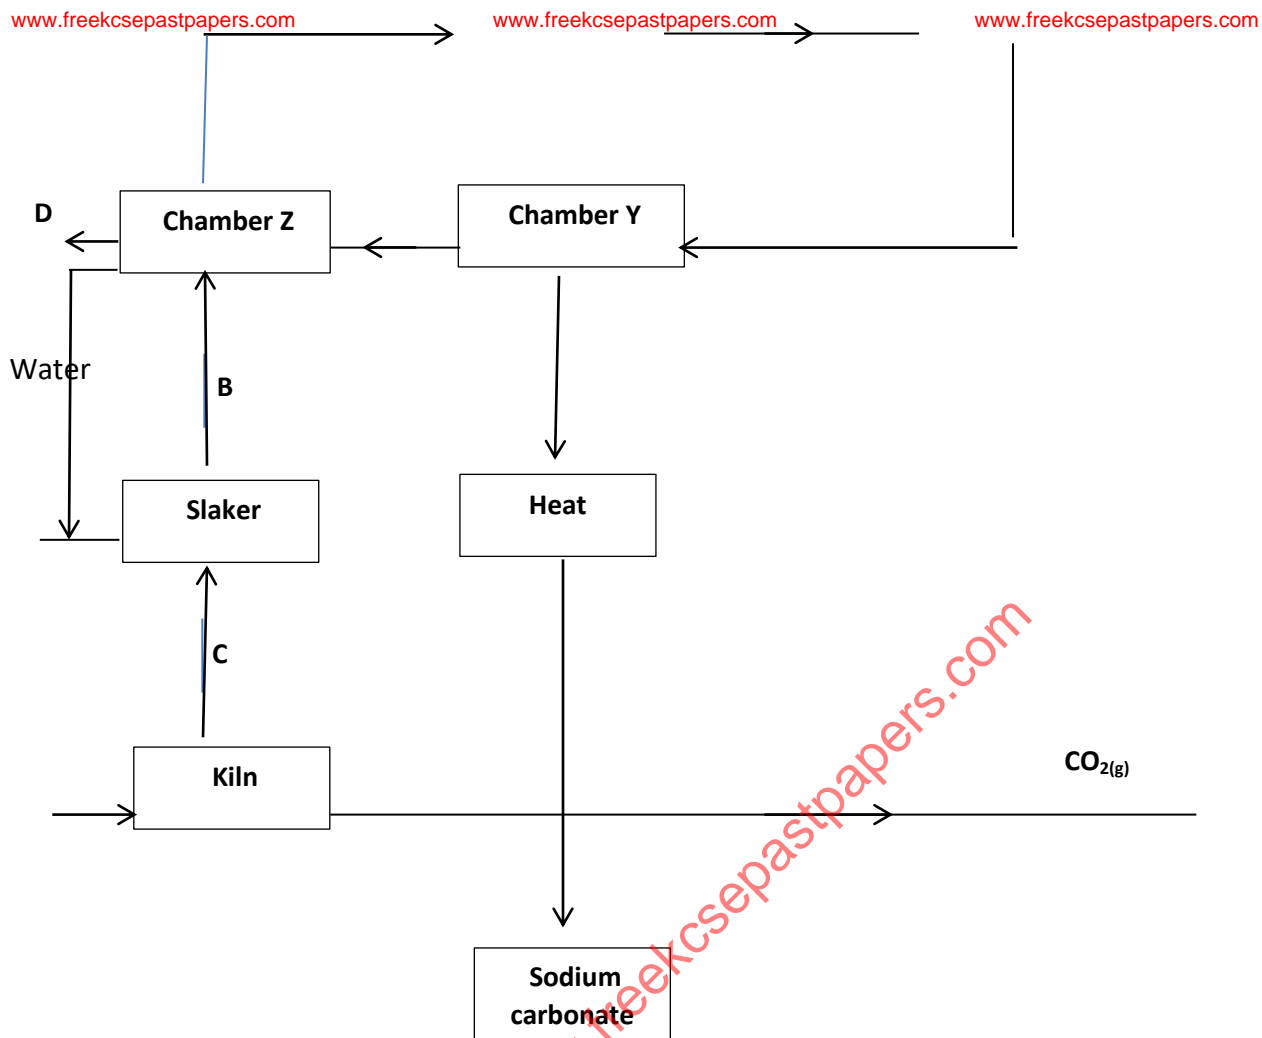 www.freekcsepastpapers.com www.freekcsepastpapers.com www.freekcsepastpapers.com
D
Chamber Z
Chamber Y
Water
B
Slaker
Heat
C
Kiln
CO₂(g)
Sodium
carbonate
freekcsepastpapers.com